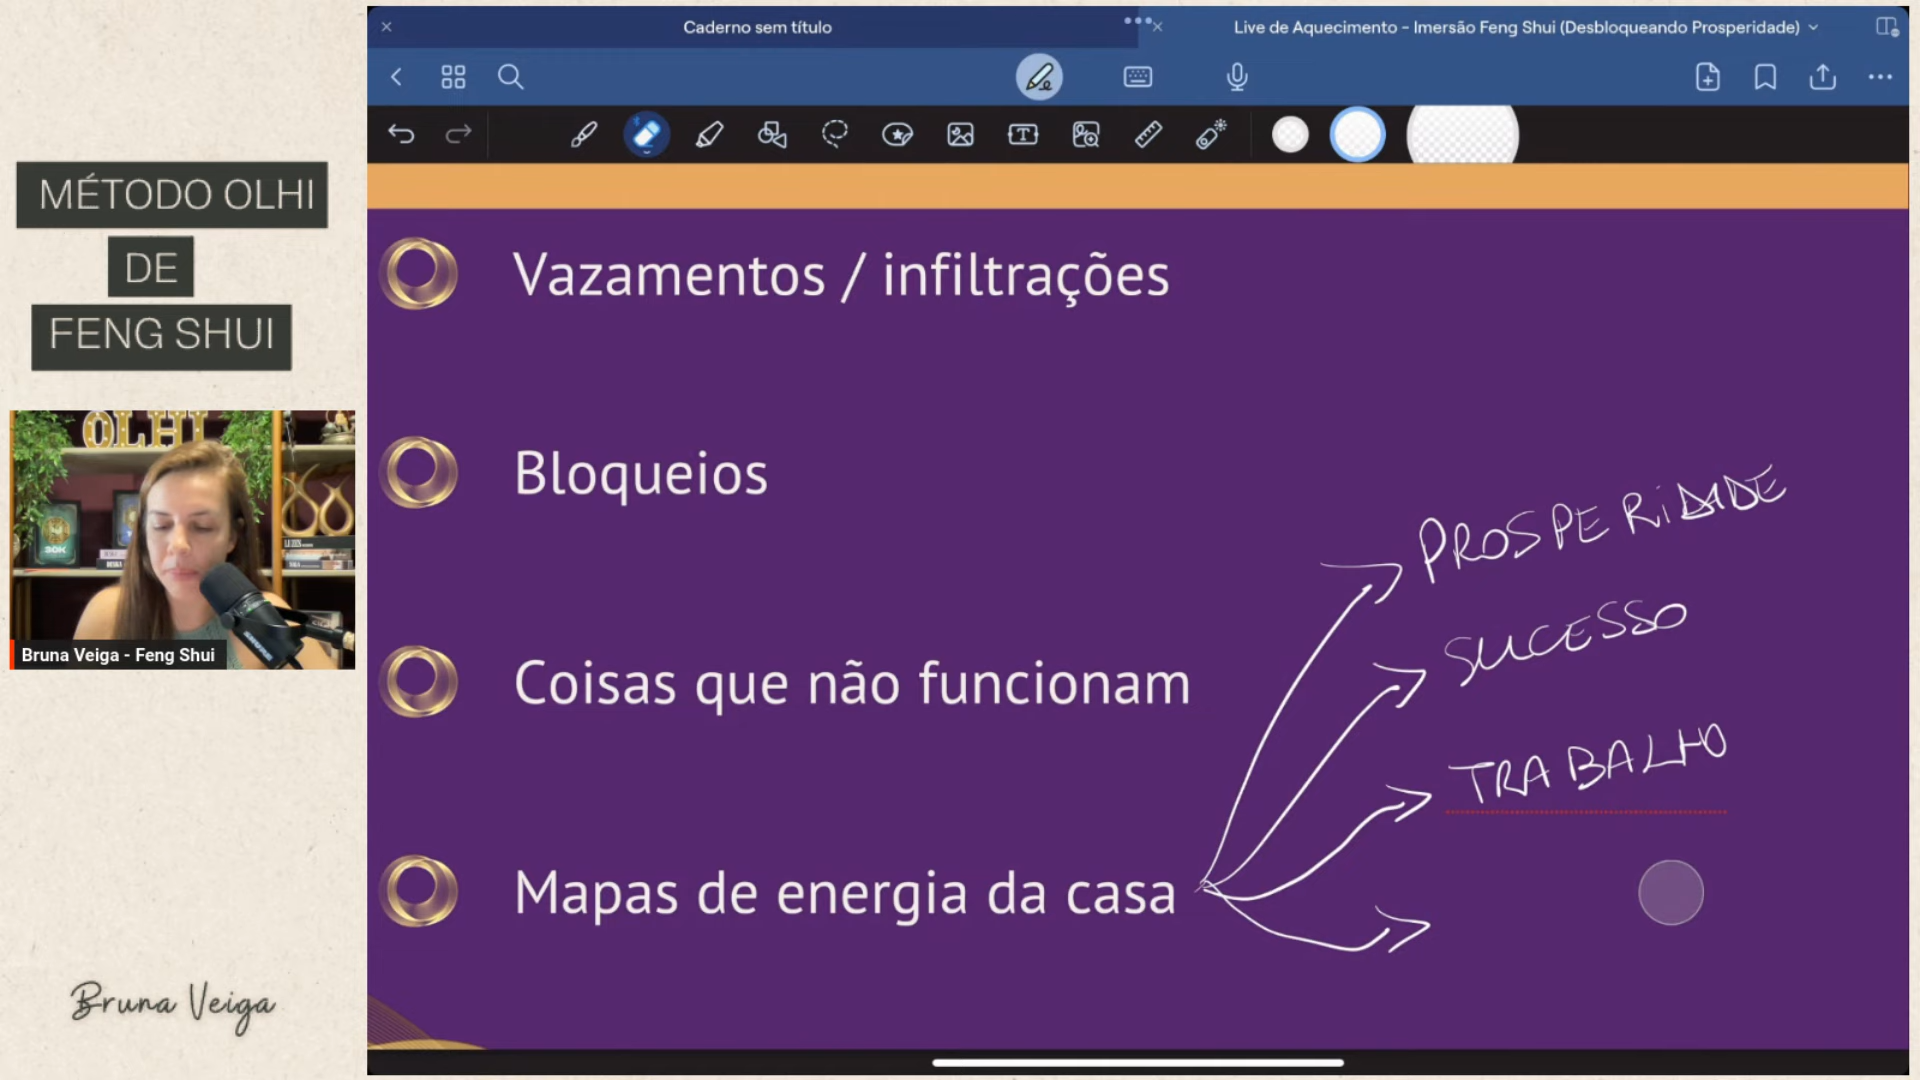 MÉTODO OLHI
DE
FENG SHUI
OLHI
Bruna Veiga - Feng Shui
Bruna Veiga
Caderno sem título
Live de Aquecimento - Imersão Feng Shui (Desbloqueando Prosperidade)
Vazamentos / infiltrações
Bloqueios
Coisas que não funcionam
Mapas de energia da casa
PROSPERIDADE
SUCESSO
TRABALHO